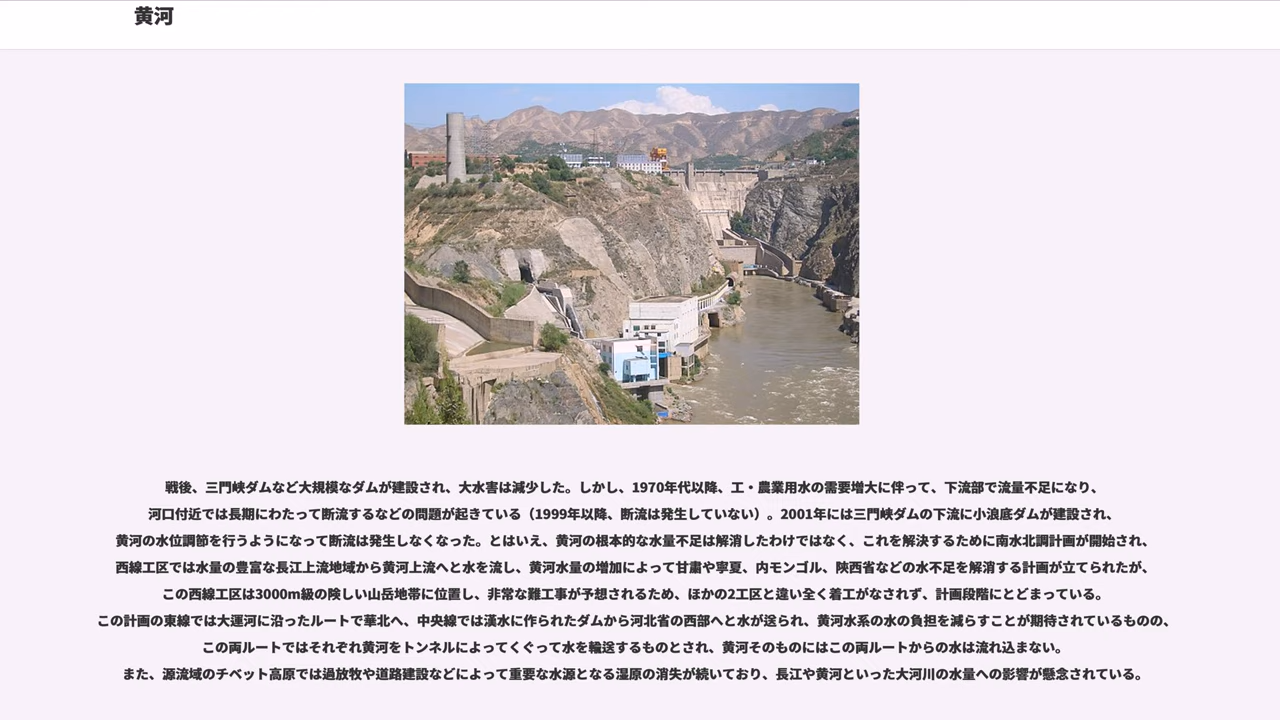 黄河
戦後、三門峡ダムなど大規模なダムが建設され、大水害は減少した。しかし、1970年代以降、工・農業用水の需要増大に伴って、下流部で流量不足になり、
河口付近では長期にわたって断流するなどの問題が起きている（1999年以降、断流は発生していない）。2001年には三門峡ダムの下流に小浪底ダムが建設され、
黄河の水位調節を行うようになって断流は発生しなくなった。とはいえ、黄河の根本的な水量不足は解消したわけではなく、これを解決するために南水北調計画が開始され、
西線工区では水量の豊富な長江上流地域から黄河上流へと水を流し、黄河水量の増加によって甘粛や寧夏、内モンゴル、陝西省などの水不足を解消する計画が立てられたが、
この西線工区は3000m級の険しい山岳地帯に位置し、非常な難工事が予想されるため、ほかの2工区と違い全く着工がなされず、計画段階にとどまっている。
この計画の東線では大運河に沿ったルートで華北へ、中央線では漢水に作られたダムから河北省の西部へと水が送られ、黄河水系の水の負担を減らすことが期待されているものの、
この両ルートではそれぞれ黄河をトンネルによってくぐって水を輸送するものとされ、黄河そのものにはこの両ルートからの水は流れ込まない。
また、源流域のチベット高原では過放牧や道路建設などによって重要な水源となる湿原の消失が続いており、長江や黄河といった大河川の水量への影響が懸念されている。